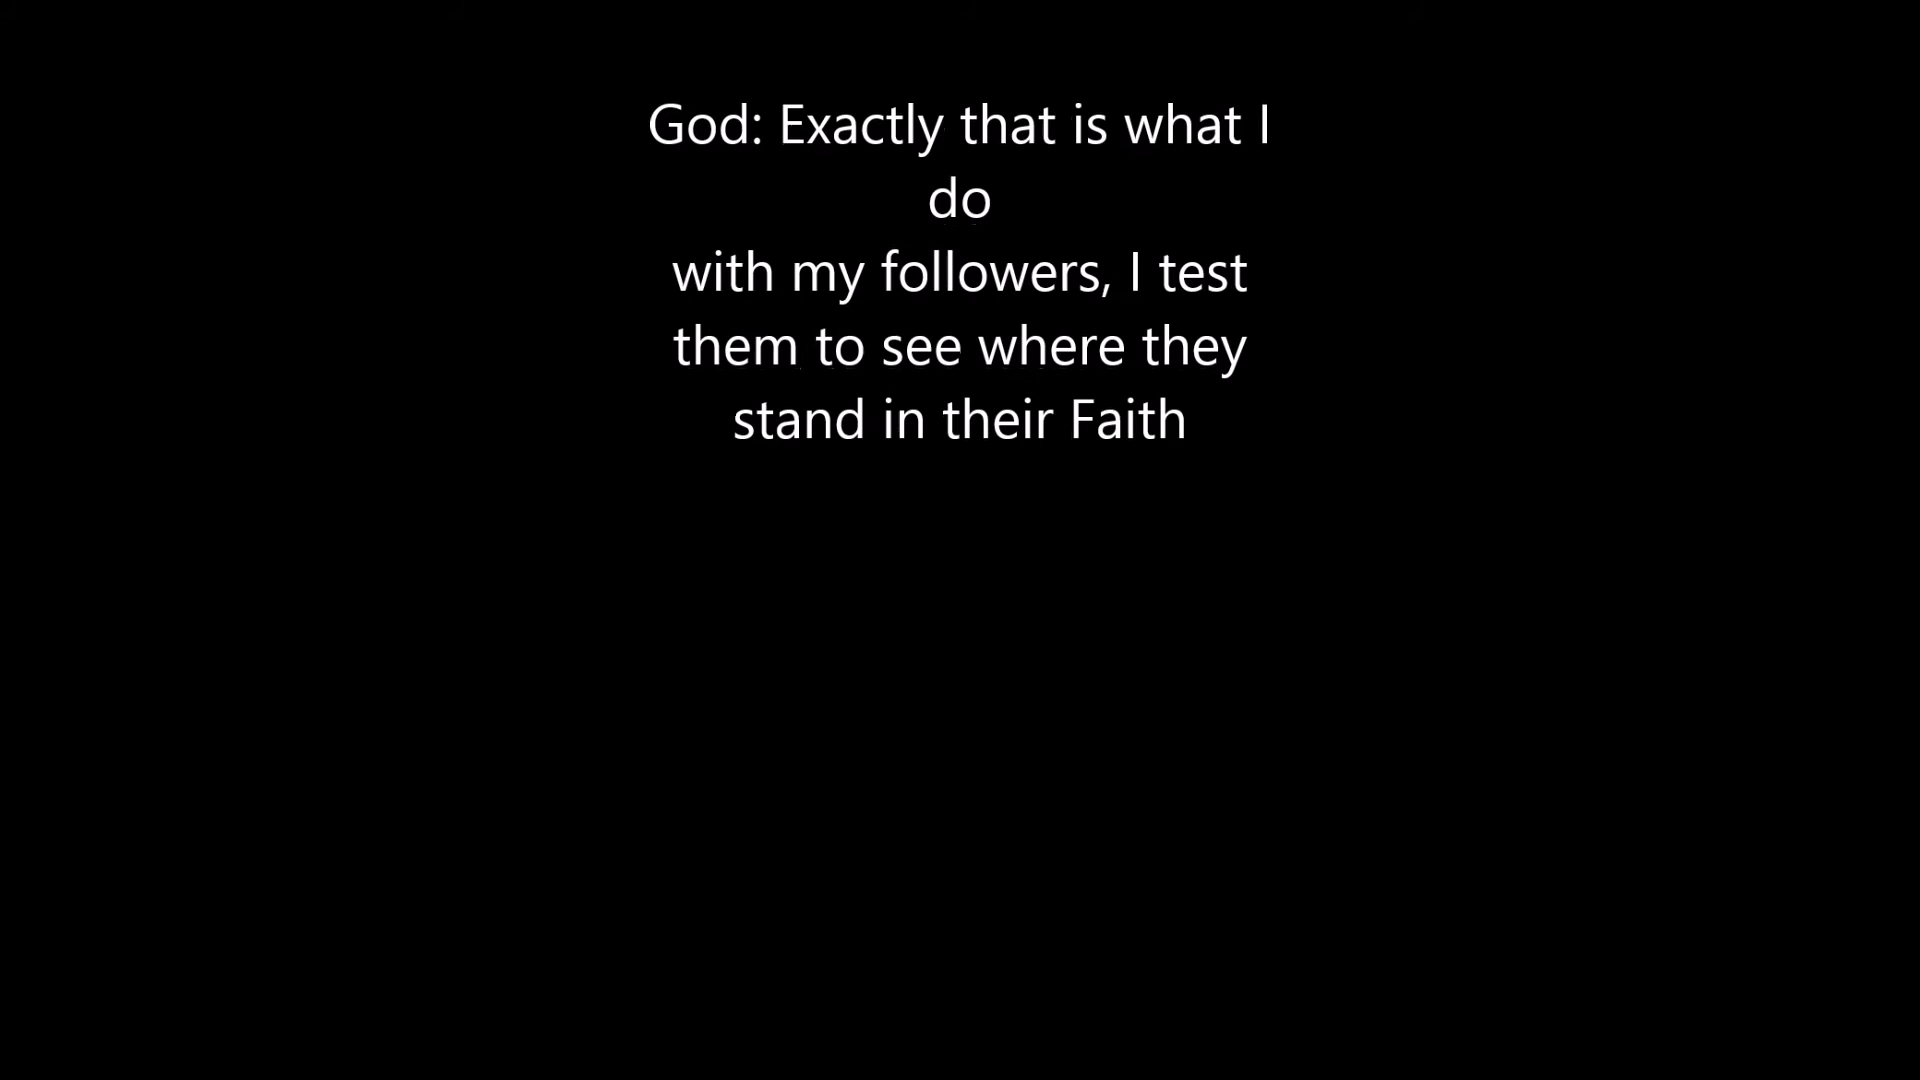 God: Exactly that is what I
do
with my followers, I test
them to see where they
stand in their Faith